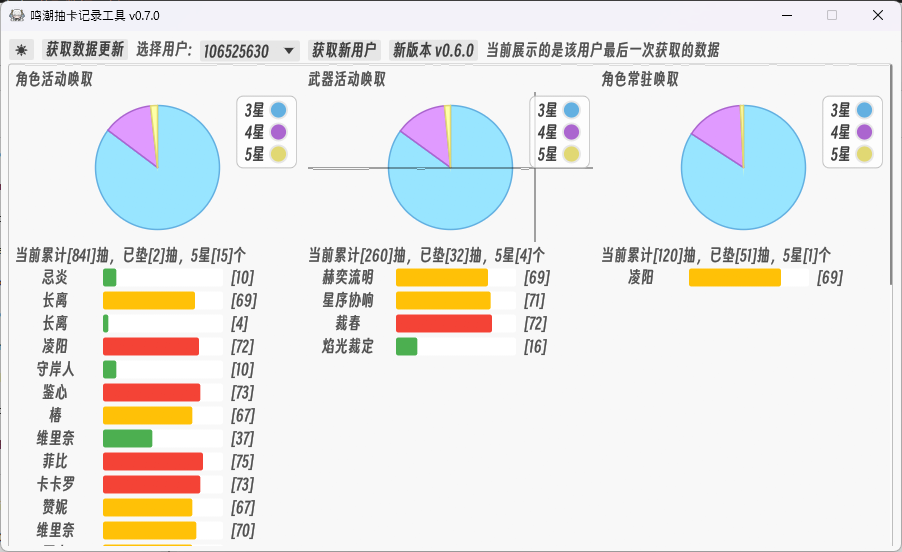 鸣潮抽卡记录工具 v0.7.0
获取数据更新 选择用户: 106525630 获取新用户 新版本 v0.6.0 当前展示的是该用户最后一次获取的数据
角色活动唤取
3星
4星
5星
当前累计[841]抽, 已垫[2]抽, 5星[15]个
忌炎 [10]
长离 [69]
长离 [4]
凌阳 [72]
守岸人 [10]
鉴心 [73]
椿 [67]
维里奈 [37]
菲比 [75]
卡卡罗 [73]
赞妮 [67]
维里奈 [70]
武器活动唤取
3星
4星
5星
当前累计[260]抽, 已垫[32]抽, 5星[4]个
赫奕流明 [69]
星序协响 [71]
裁春 [72]
焰光裁定 [16]
角色常驻唤取
3星
4星
5星
当前累计[120]抽, 已垫[51]抽, 5星[1]个
凌阳 [69]